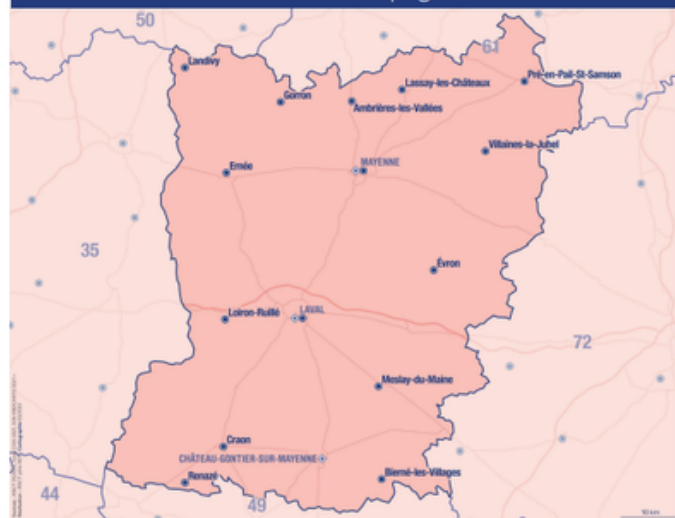 50
61
Landivy
Pré-en-Pail-St-Samson
Lassay-les-Châteaux
Gorron
Ambrières-les-Vallées
Villaines-la-Juhel
Ernée
MAYENNE
35
Évron
Loiron-Ruillé
LAVAL
72
Meslay-du-Maine
Craon
CHÂTEAU-GONTIER-SUR-MAYENNE
Renazé
Bierné-les-Villages
44
49
10 km